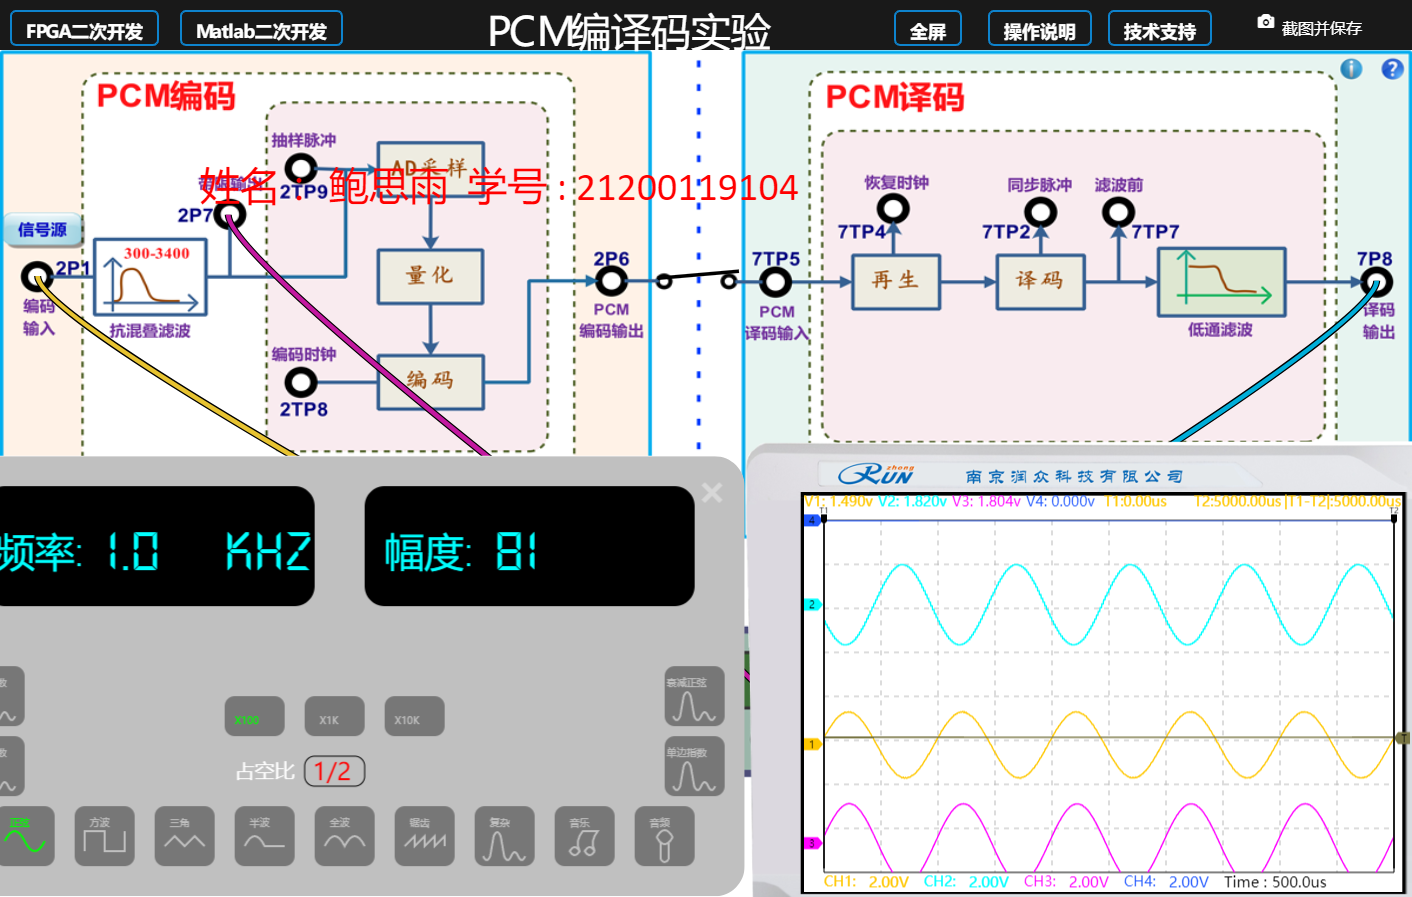 FPGA二次开发
Matlab二次开发
PCM编译码实验
全屏
操作说明
技术支持
截图并保存
PCM编码
抽样脉冲
2TP9
AD采样
姓名： 鲍思雨 学号：21200119104
2P7
信号源
300-3400
2P1
编码
输入
抗混叠滤波
量化
编码时钟
2TP8
编码
2P6
PCM
编码输出
PCM译码
恢复时钟
同步脉冲
滤波前
7TP4
7TP2
7TP7
7TP5
PCM
译码输入
再生
译码
低通滤波
7P8
译码
输出
频率: 1.0 KHZ
幅度: 81
X100
X1K
X10K
占空比 1/2
衰减正弦
单边指数
正弦
方波
三角
半波
全波
锯齿
复杂
音乐
音频
RUN zhong
南京润众科技有限公司
V1: 1.490v V2: 1.820v V3: 1.804v V4: 0.000v T1:0.00us T2:5000.00us |T1-T2|:5000.00us
T1
T2
4
2
1
3
T
CH1: 2.00V CH2: 2.00V CH3: 2.00V CH4: 2.00V Time : 500.0us